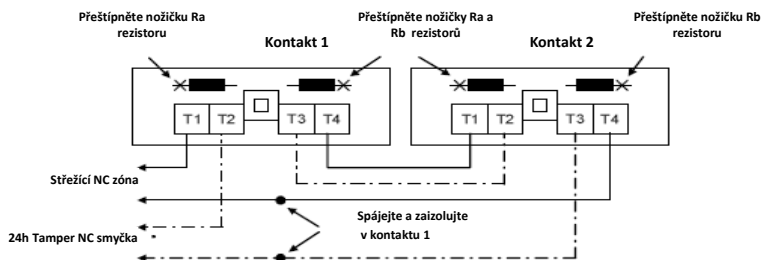 Přeštípněte nožičku Ra
rezistoru
Kontakt 1
Přeštípněte nožičky Ra a
Rb rezistorů
Kontakt 2
Přeštípněte nožičku Rb
rezistoru
T1 T2 T3 T4
T1 T2 T3 T4
Střežící NC zóna
Spájejte a zaizolujte
v kontaktu 1
24h Tamper NC smyčka